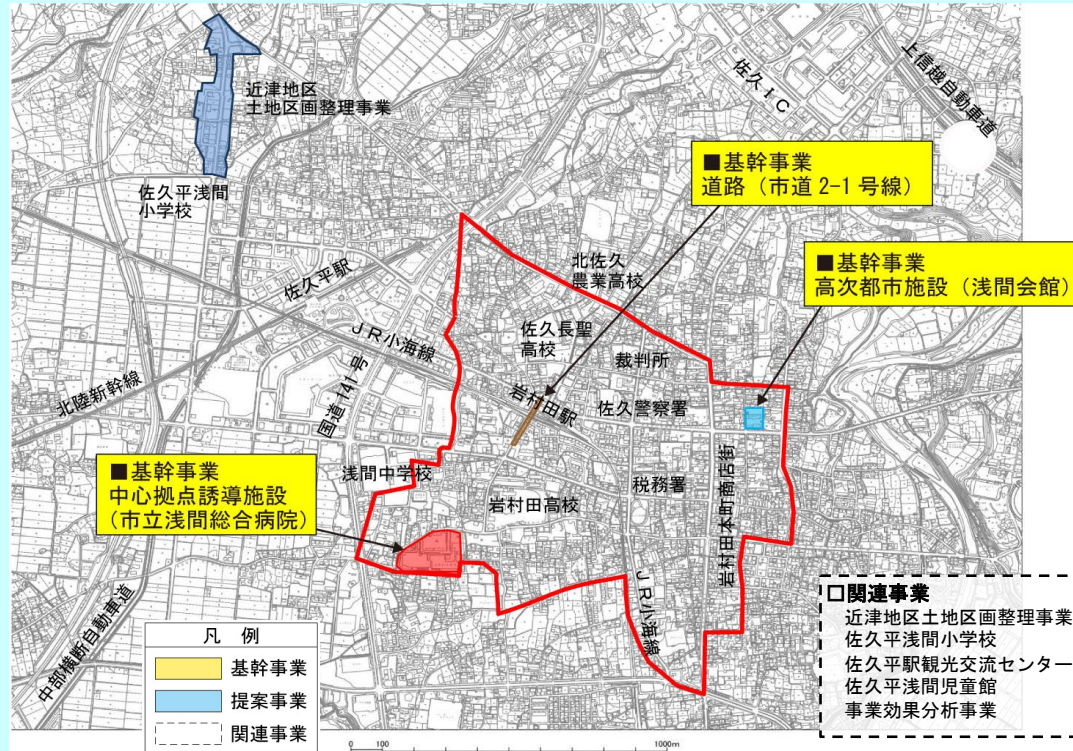 近津地区
土地区画整理事業
佐久IC
上信越自動車道
■基幹事業
道路（市道2-1号線）
佐久平浅間
小学校
■基幹事業
高次都市施設（浅間会館）
北佐久
農業高校
佐久平駅
JR小海線
佐久長聖
高校
裁判所
北陸新幹線
国道141号
岩村田駅
佐久警察署
■基幹事業
中心拠点誘導施設
（市立浅間総合病院）
浅間中学校
岩村田高校
税務署
岩村田本町商店街
JR小海線
中部横断自動車道
凡 例
基幹事業
提案事業
関連事業
□関連事業
近津地区土地区画整理事業
佐久平浅間小学校
佐久平駅観光交流センター
佐久平浅間児童館
事業効果分析事業
0 100 1000m